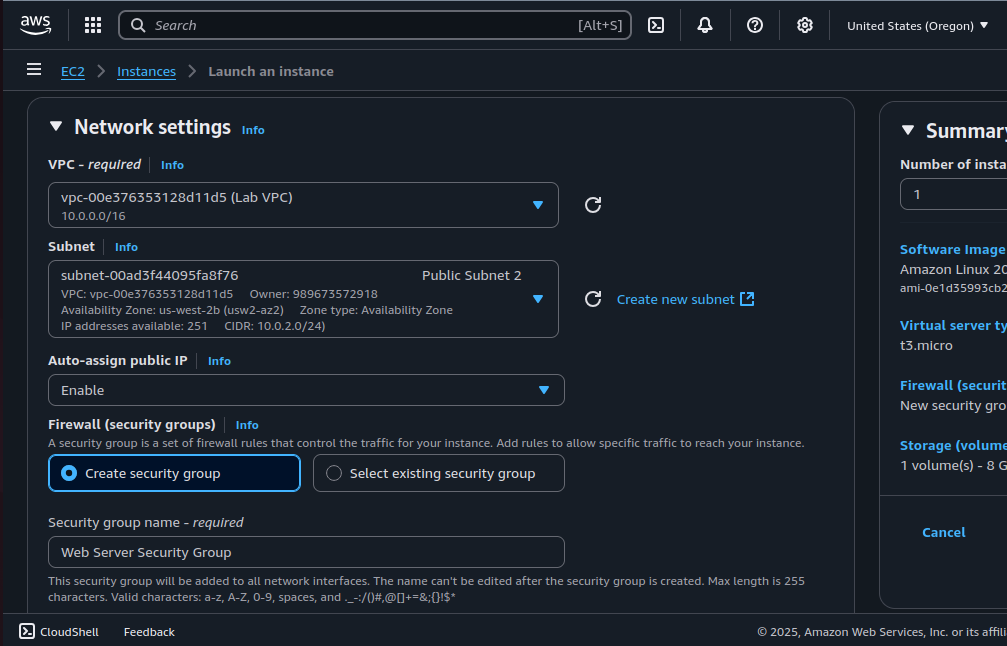 aws
Search [Alt+S]
United States (Oregon)
EC2 Instances Launch an instance
Network settings Info
VPC - required Info
vpc-00e376353128d11d5 (Lab VPC)
10.0.0.0/16
Subnet Info
subnet-00ad3f44095fa8f76 Public Subnet 2
VPC: vpc-00e376353128d11d5 Owner: 989673572918
Availability Zone: us-west-2b (usw2-az2) Zone type: Availability Zone
IP addresses available: 251 CIDR: 10.0.2.0/24)
Create new subnet
Auto-assign public IP Info
Enable
Firewall (security groups) Info
A security group is a set of firewall rules that control the traffic for your instance. Add rules to allow specific traffic to reach your instance.
Create security group Select existing security group
Security group name - required
Web Server Security Group
This security group will be added to all network interfaces. The name can't be edited after the security group is created. Max length is 255
characters. Valid characters: a-z, A-Z, 0-9, spaces, and ._-:/()#,@[]+=&;{}!$*
Summary
Number of insta
1
Software Image
Amazon Linux 20
ami-0e1d35993cb2
Virtual server ty
t3.micro
Firewall (securit
New security gro
Storage (volume
1 volume(s) - 8 G
Cancel
CloudShell Feedback
© 2025, Amazon Web Services, Inc. or its affili